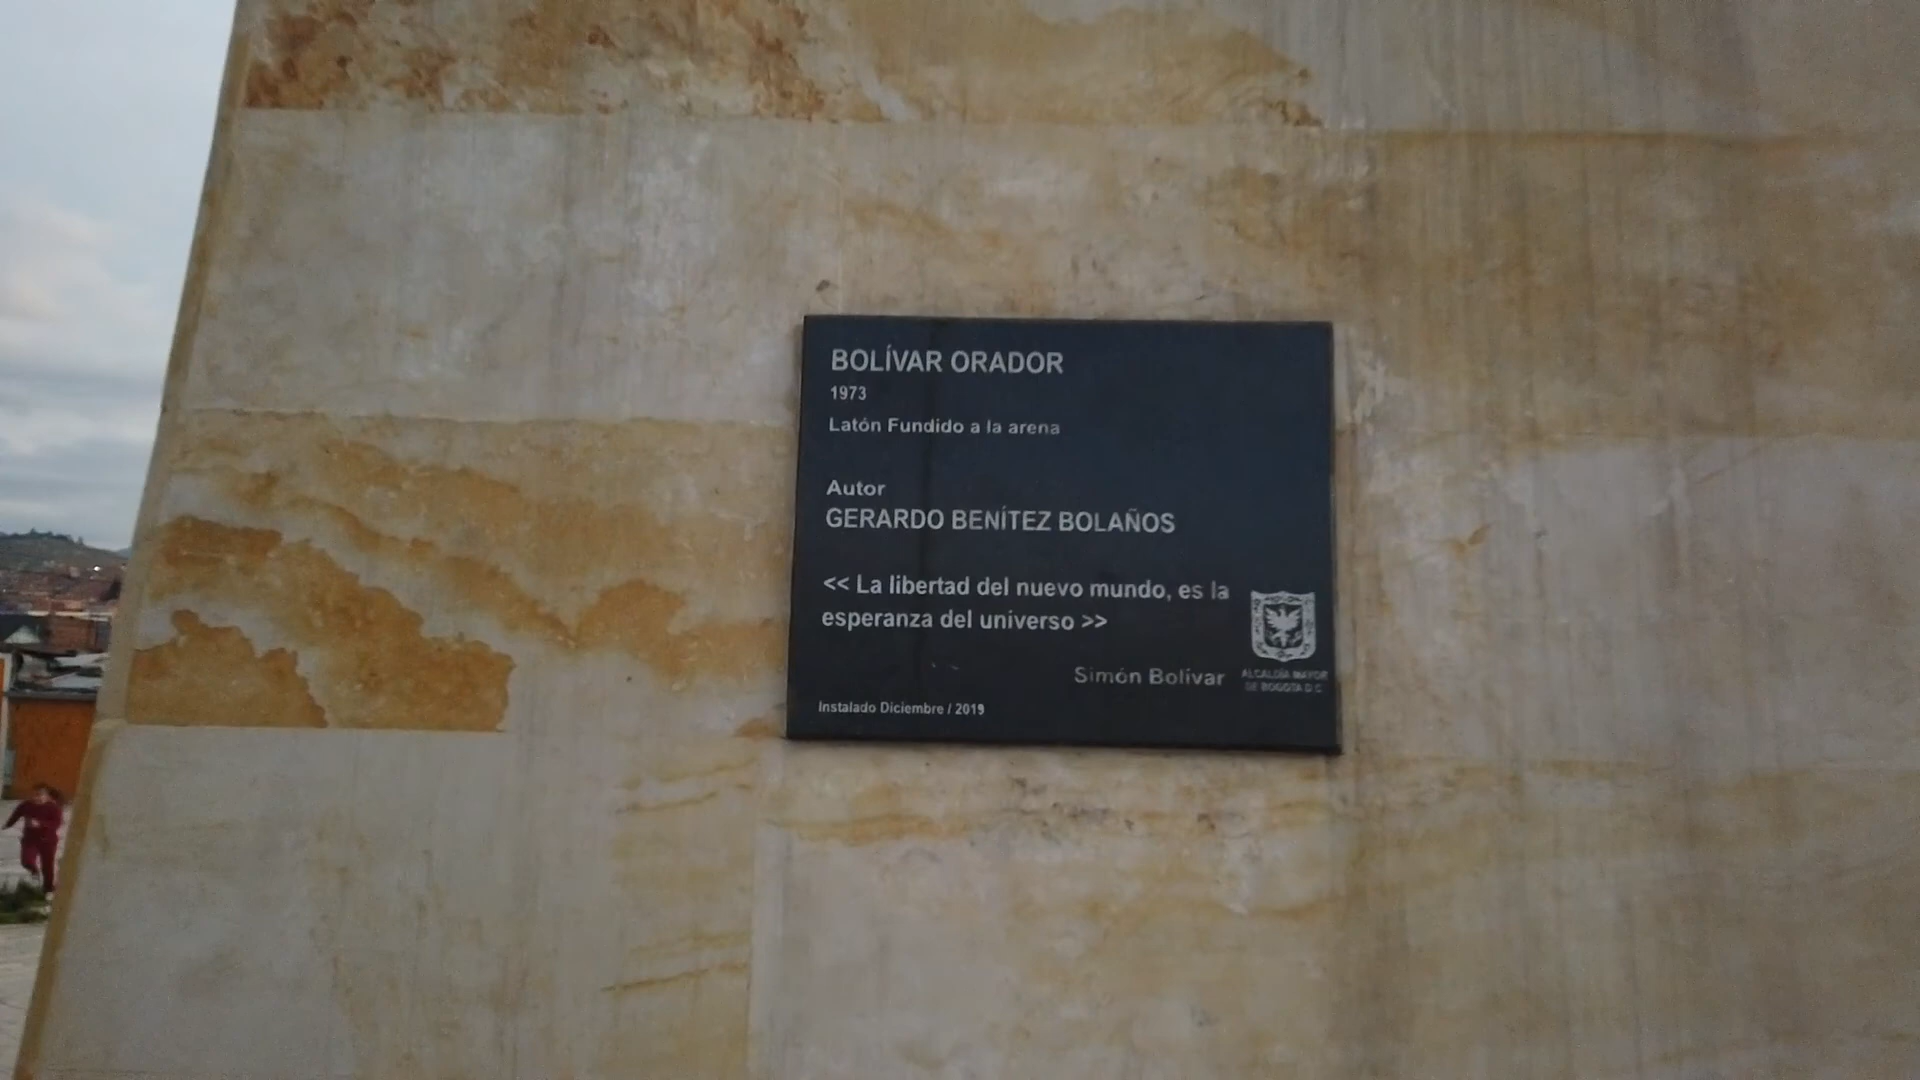 BOLÍVAR ORADOR
1973
Latón Fundido a la arena
Autor
GERARDO BENÍTEZ BOLAÑOS
<< La libertad del nuevo mundo, es la
esperanza del universo >>
Simón Bolívar
ALCALDÍA MAYOR
DE BOGOTA D.C.
Instalado Diciembre / 2019